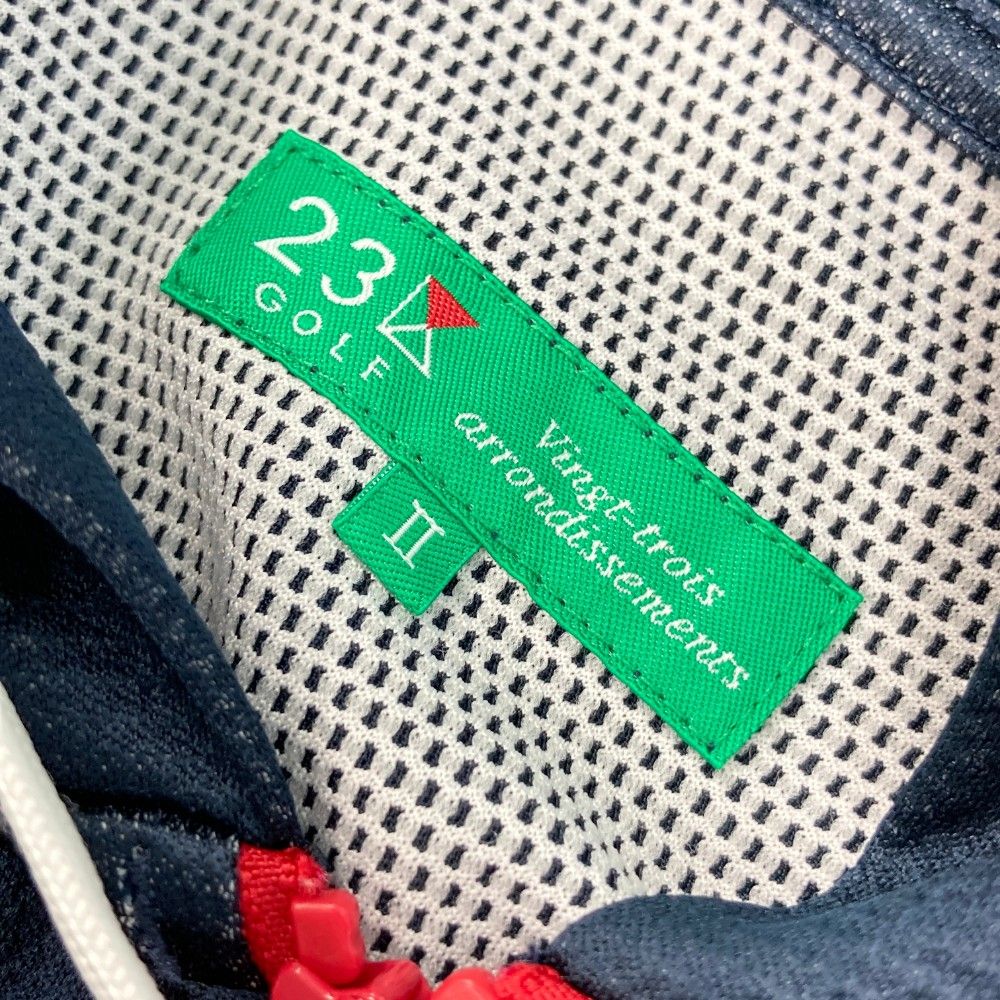 23
GOLF
Vingt-trois
arrondissements
II